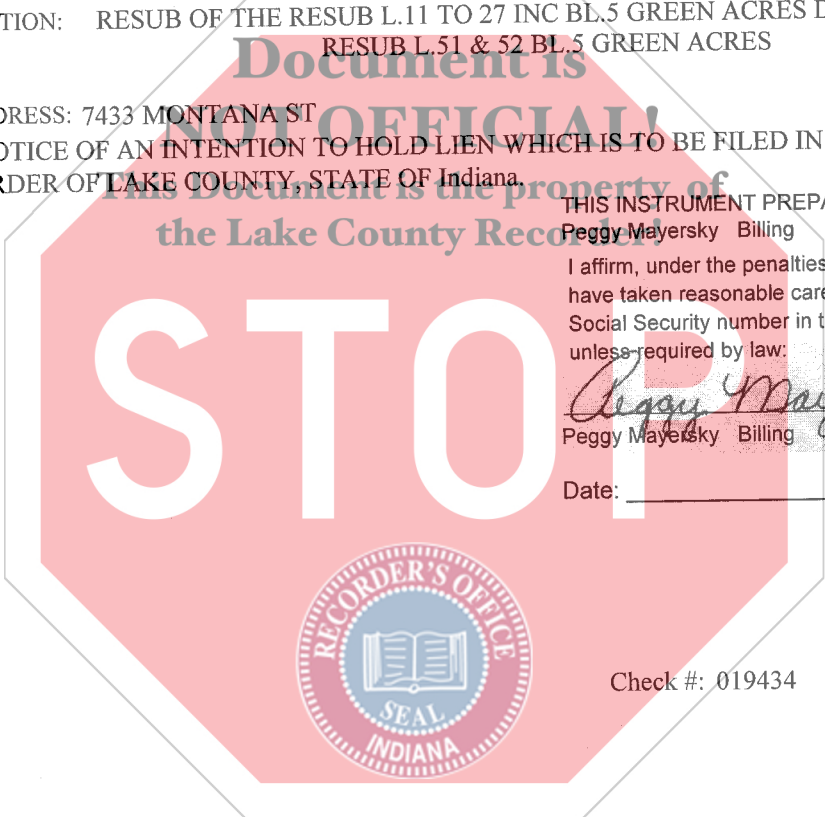 TION: RESUB OF THE RESUB L.11 TO 27 INC BL.5 GREEN ACRES
RESUB L.51 & 52 BL.5 GREEN ACRES
Document is
NOT OFFICIAL!
This Document is the property of
the Lake County Recorder!
DRESS: 7433 MONTANA ST
OTICE OF AN INTENTION TO HOLD LIEN WHICH IS TO BE FILED IN
RDER OF LAKE COUNTY, STATE OF Indiana.
THIS INSTRUMENT PREPA
Peggy Mayersky Billing
I affirm, under the penalties
have taken reasonable care
Social Security number in t
unless required by law:
Peggy May
Peggy Mayersky Billing
Date:
STOP
RECORDER'S OFFICE
SEAL
INDIANA
Check #: 019434